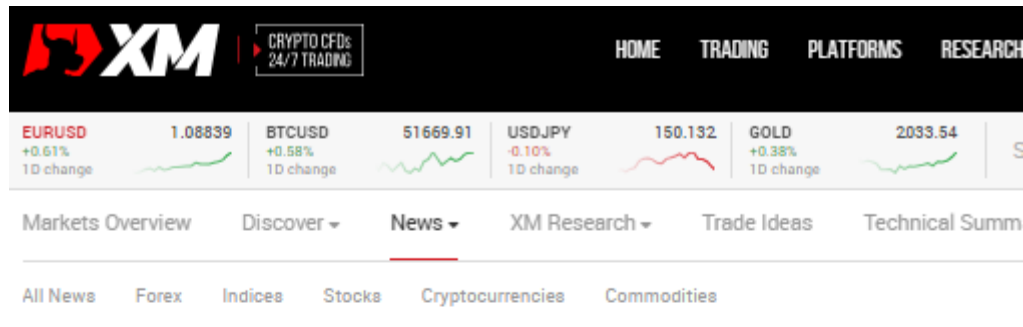 XM CRYPTO CFDs
24/7 TRADING
HOME TRADING PLATFORMS RESEARCH
EURUSD 1.08839 BTCUSD 51669.91 USDJPY 150.132 GOLD 2033.54
+0.61% +0.58% -0.10% +0.38%
1D change 1D change 1D change 1D change
Markets Overview Discover News XM Research Trade Ideas Technical Summ
All News Forex Indices Stocks Cryptocurrencies Commodities